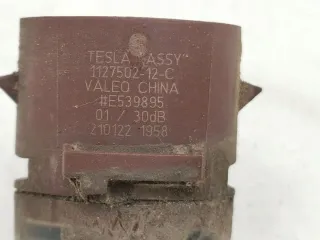 TESLA "ASSY"
1127502-12-C
VALEO CHINA
#E539895
01 / 30dB
210122 1958